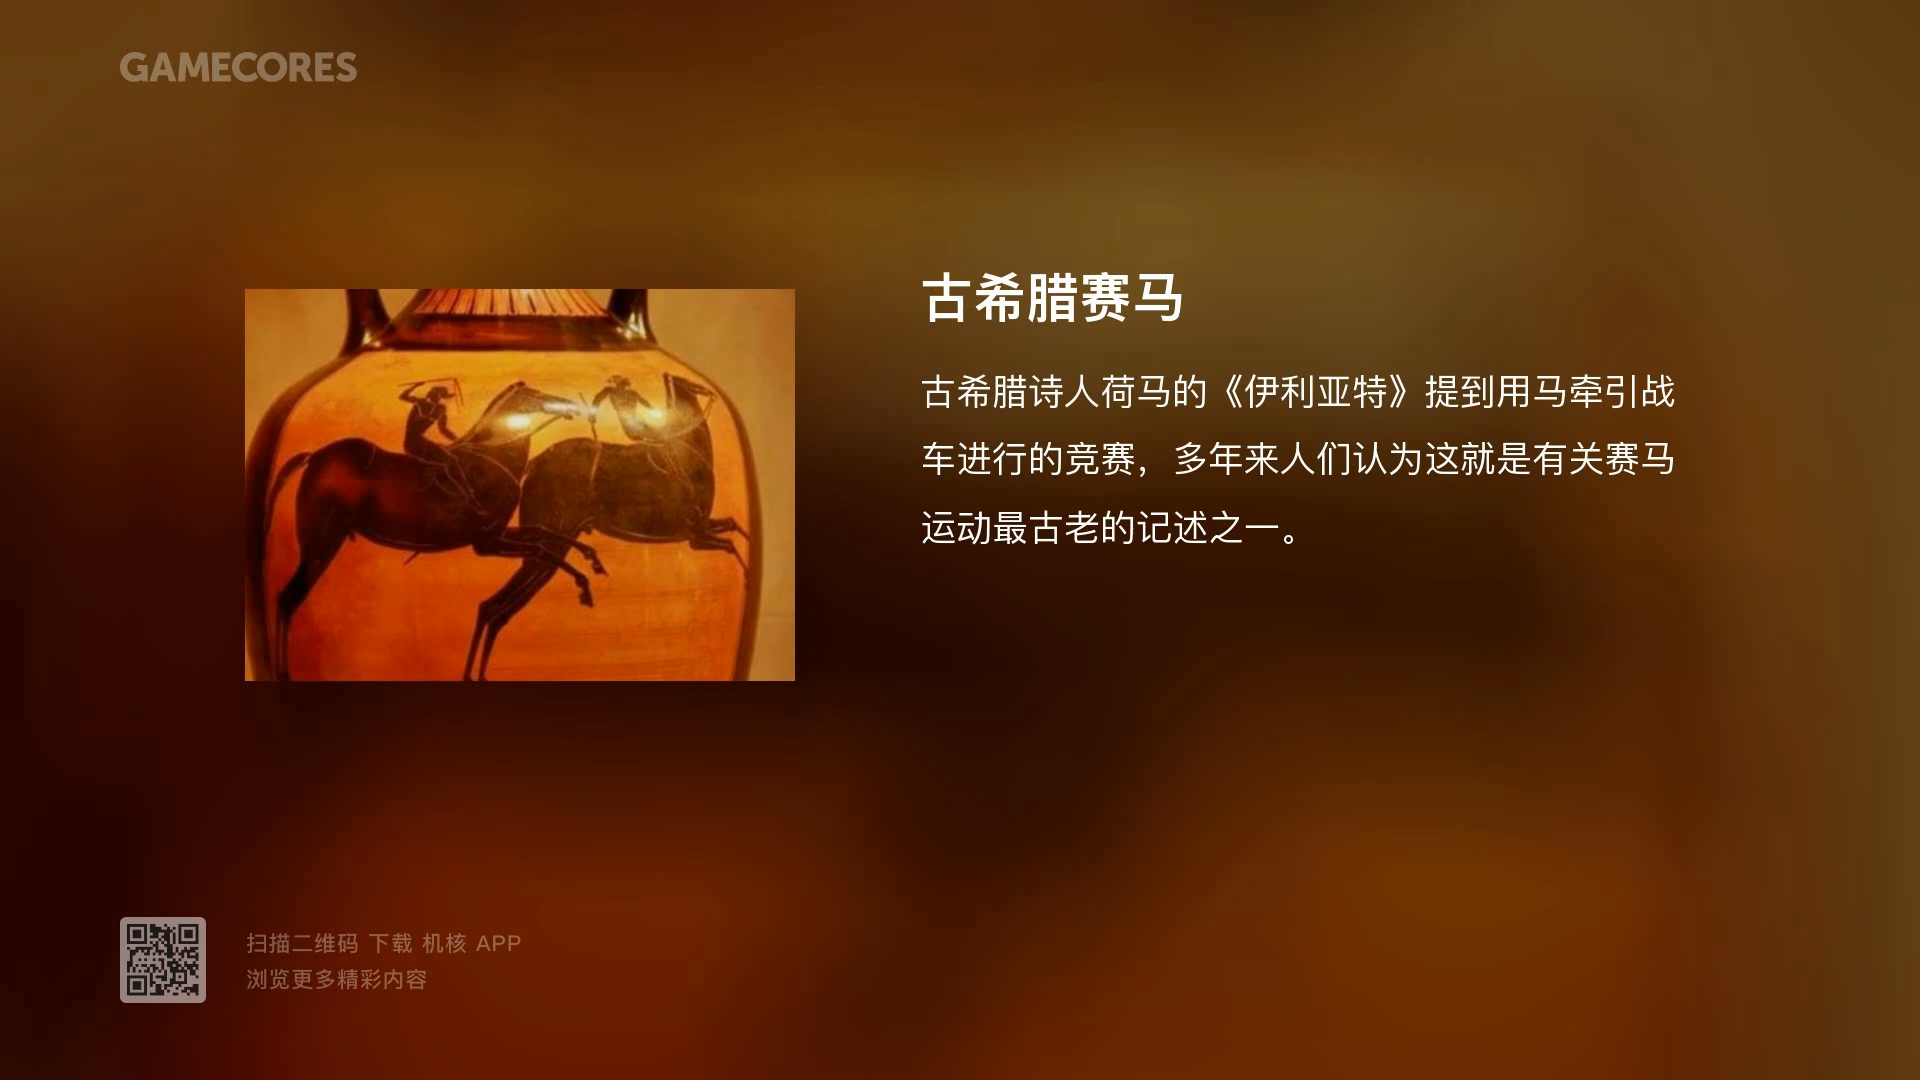 GAMECORES
古希腊赛马
古希腊诗人荷马的《伊利亚特》提到用马牵引战
车进行的竞赛，多年来人们认为这就是有关赛马
运动最古老的记述之一。
扫描二维码 下载 机核 APP
浏览更多精彩内容